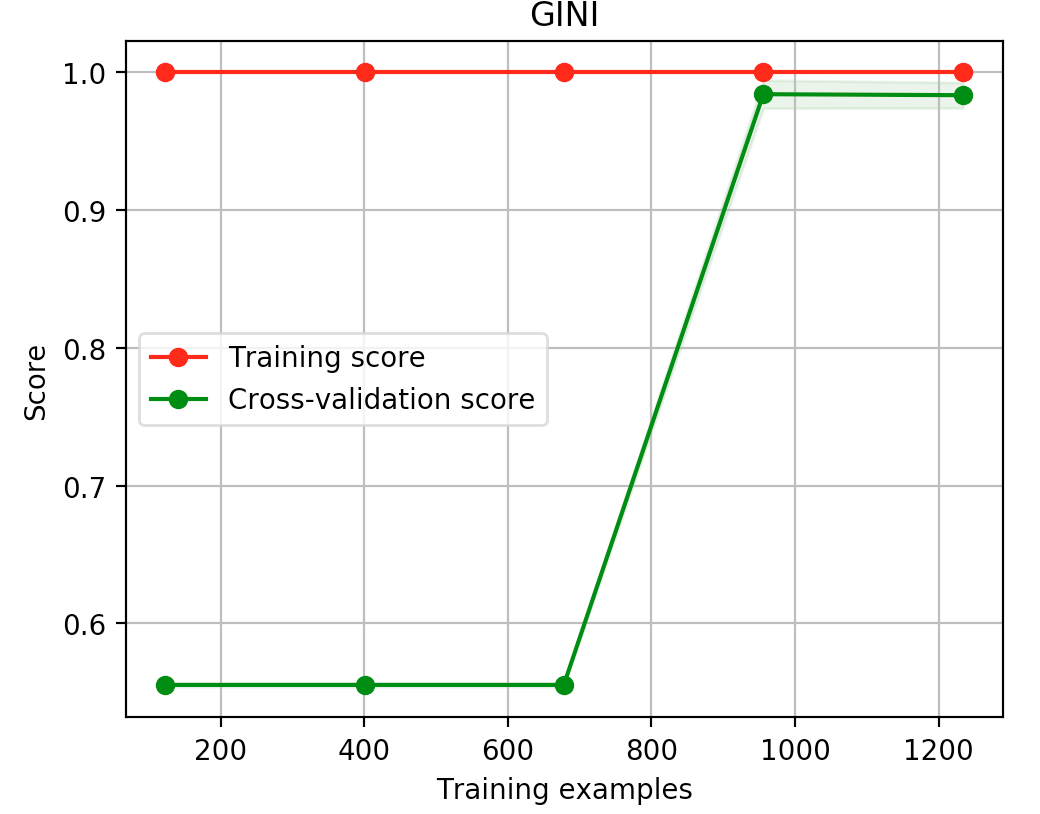 GINI
1.0
0.9
0.8
0.7
0.6
Score
Training score
Cross-validation score
200 400 600 800 1000 1200
Training examples